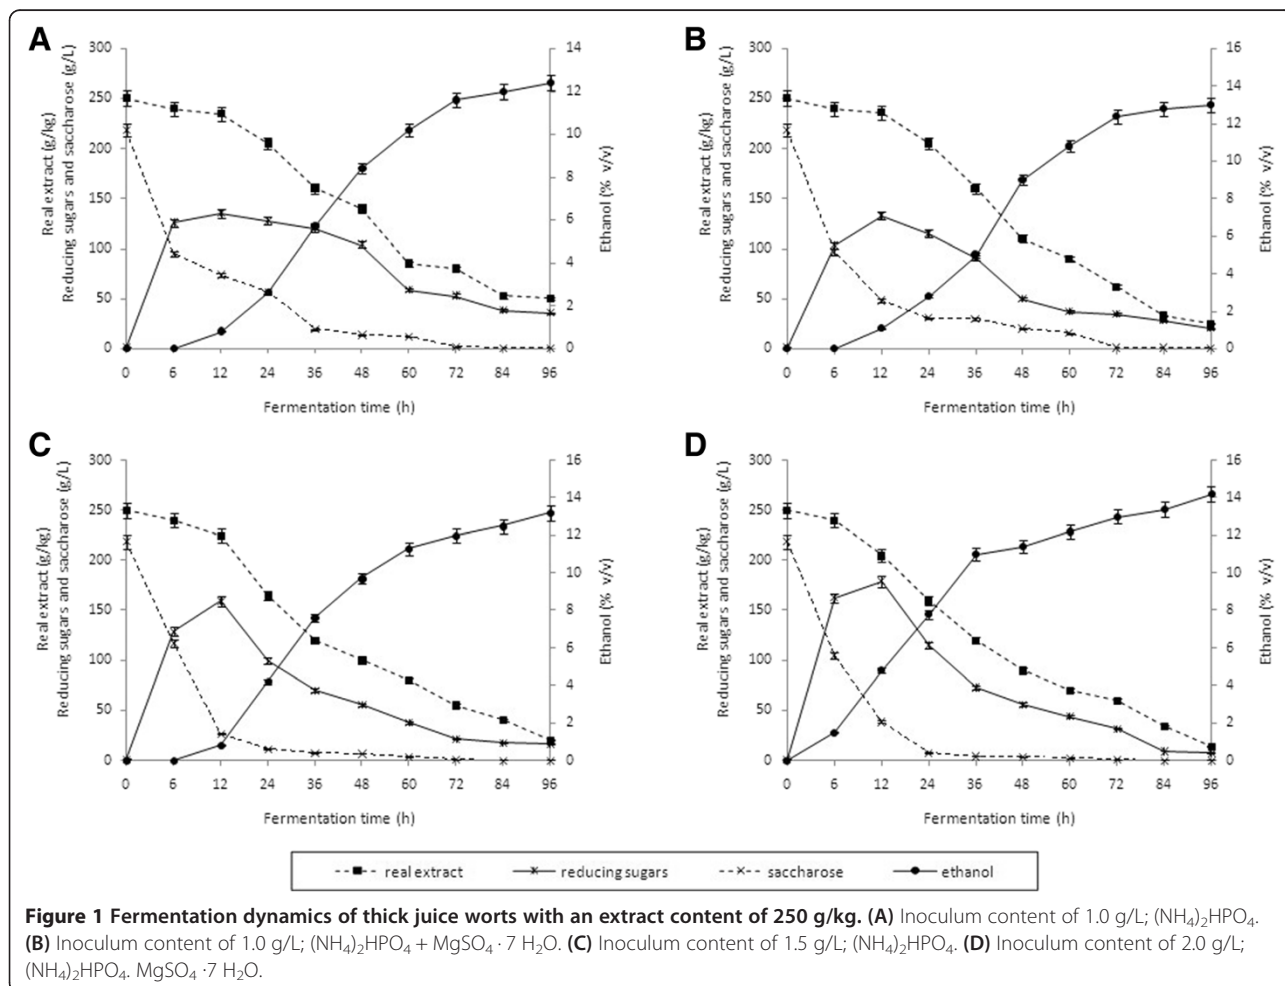 A
B
300
250
200
150
100
50
0
Real extract (g/kg)
Reducing sugars and saccharose (g/L)
14
12
10
8
6
4
2
0
Ethanol (% v/v)
0 6 12 24 36 48 60 72 84 96
Fermentation time (h)
300
250
200
150
100
50
0
Real extract (g/kg)
Reducing sugars and saccharose (g/L)
16
14
12
10
8
6
4
2
0
Ethanol (% v/v)
0 6 12 24 36 48 60 72 84 96
Fermentation time (h)
C
D
300
250
200
150
100
50
0
Real extract (g/kg)
Reducing sugars and saccharose (g/L)
16
14
12
10
8
6
4
2
0
Ethanol (% v/v)
0 6 12 24 36 48 60 72 84 96
Fermentation time (h)
300
250
200
150
100
50
0
Real extract (g/kg)
Reducing sugars and saccharose (g/L)
16
14
12
10
8
6
4
2
0
Ethanol (% v/v)
0 6 12 24 36 48 60 72 84 96
Fermentation time (h)
real extract reducing sugars saccharose ethanol
Figure 1 Fermentation dynamics of thick juice worts with an extract content of 250 g/kg. (A) Inoculum content of 1.0 g/L; (NH₄)₂HPO₄.
(B) Inoculum content of 1.0 g/L; (NH₄)₂HPO₄ + MgSO₄ · 7 H₂O. (C) Inoculum content of 1.5 g/L; (NH₄)₂HPO₄. (D) Inoculum content of 2.0 g/L;
(NH₄)₂HPO₄. MgSO₄ ·7 H₂O.